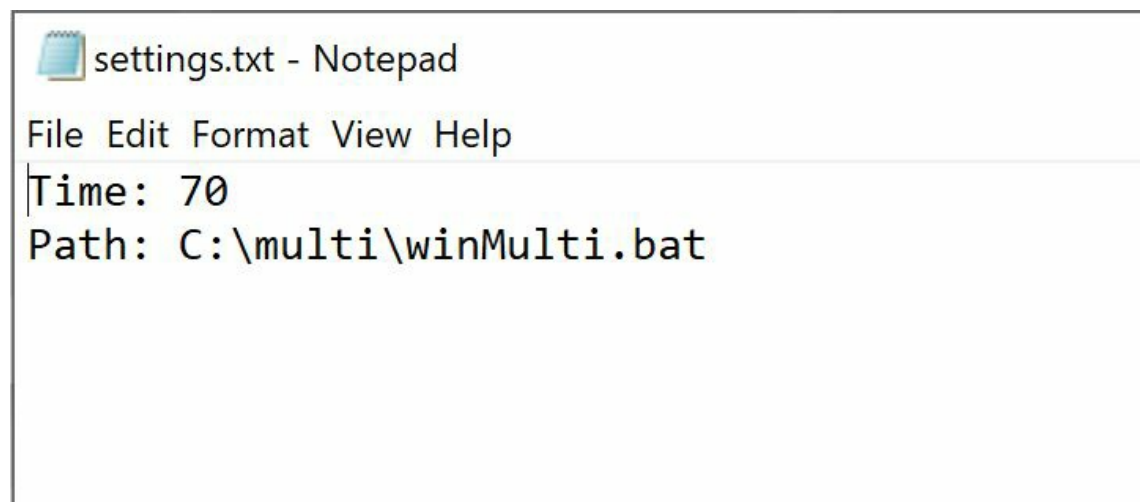 settings.txt - Notepad
File Edit Format View Help
Time: 70
Path: C:\multi\winMulti.bat